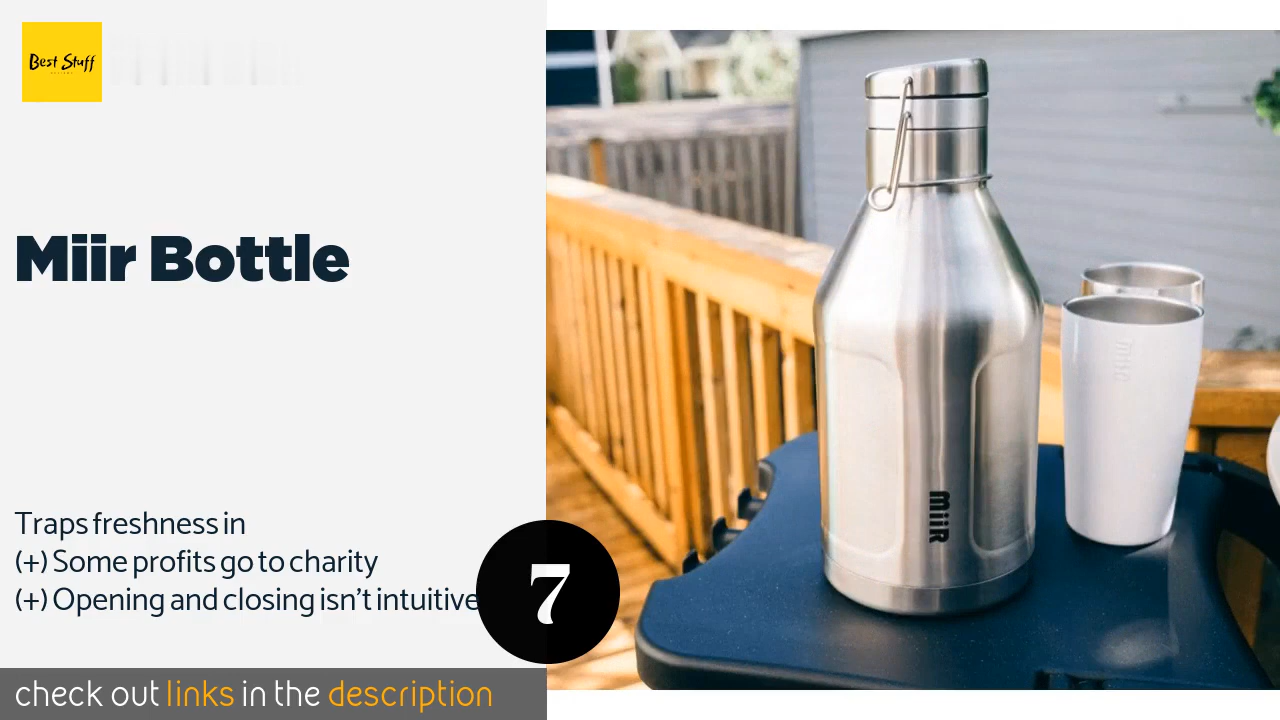 Best Stuff
Miir Bottle
Traps freshness in
(+) Some profits go to charity
(+) Opening and closing isn't intuitive
7
check out links in the description
miiR
miiR